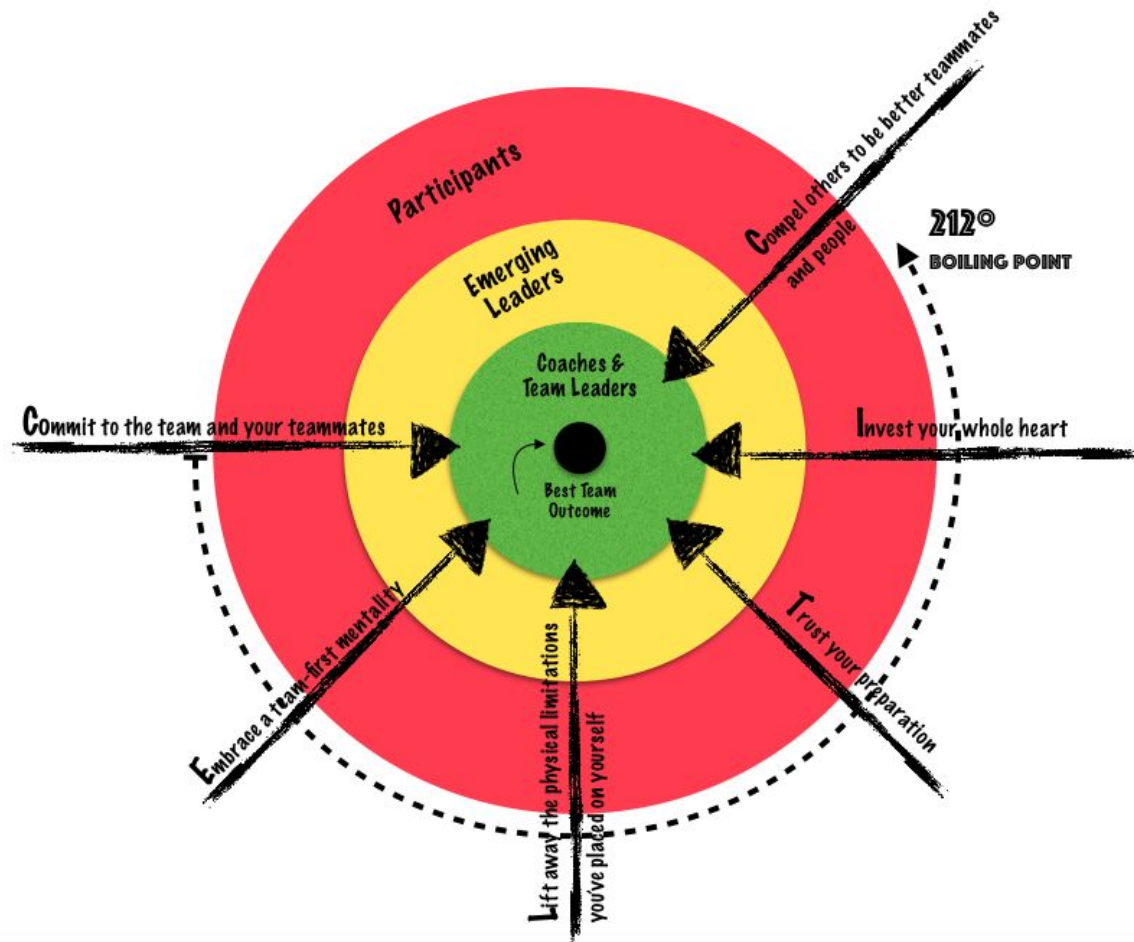 Participants
Emerging
Leaders
Coaches &
Team Leaders
Best Team
Outcome
Commit to the team and your teammates
Embrace a team-first mentality
Lift away the physical limitations
you've placed on yourself
Trust your preparation
Invest your whole heart
Compel others to be better teammates
and people
212°
BOILING POINT